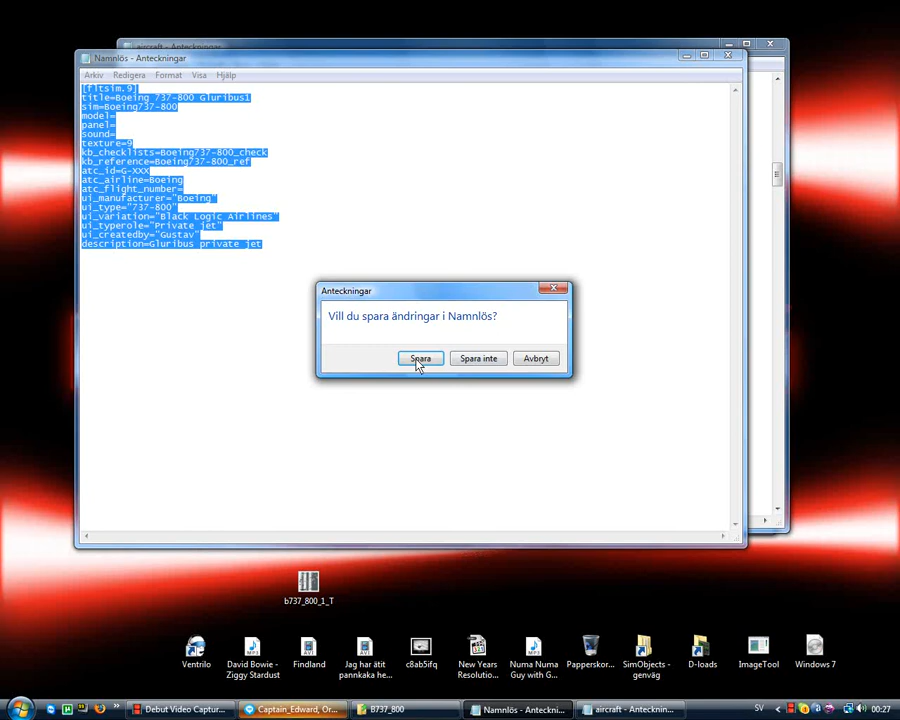 aircraft - Anteckningar
Namnlös - Anteckningar
Arkiv Redigera Format Visa Hjälp
[fltsim.9]
title=Boeing 737-800 Gluribus1
sim=Boeing737-800
model=
panel=
sound=
texture=9
kb_checklists=Boeing737-800_check
kb_reference=Boeing737-800_ref
atc_id=G-XXX
atc_airline=Boeing
atc_flight_number=
ui_manufacturer="Boeing"
ui_type="737-800"
ui_variation="Black Logic Airlines"
ui_typerole="Private jet"
ui_createdby="Gustav"
description=Gluribus private jet
Anteckningar
Vill du spara ändringar i Namnlös?
Spara Spara inte Avbryt
b737_800_1_T
Ventrilo
David Bowie -
Ziggy Stardust
Findland
Jag har ätit
pannkaka he...
c8ab5ifq
New Years
Resolutio...
Numa Numa
Guy with G...
Papperskor...
SimObjects -
genväg
D-loads
ImageTool
Windows 7
Debut Video Captur... Captain_Edward, Or... B737_800 Namnlös - Anteckni... aircraft - Antecknin... SV 00:27